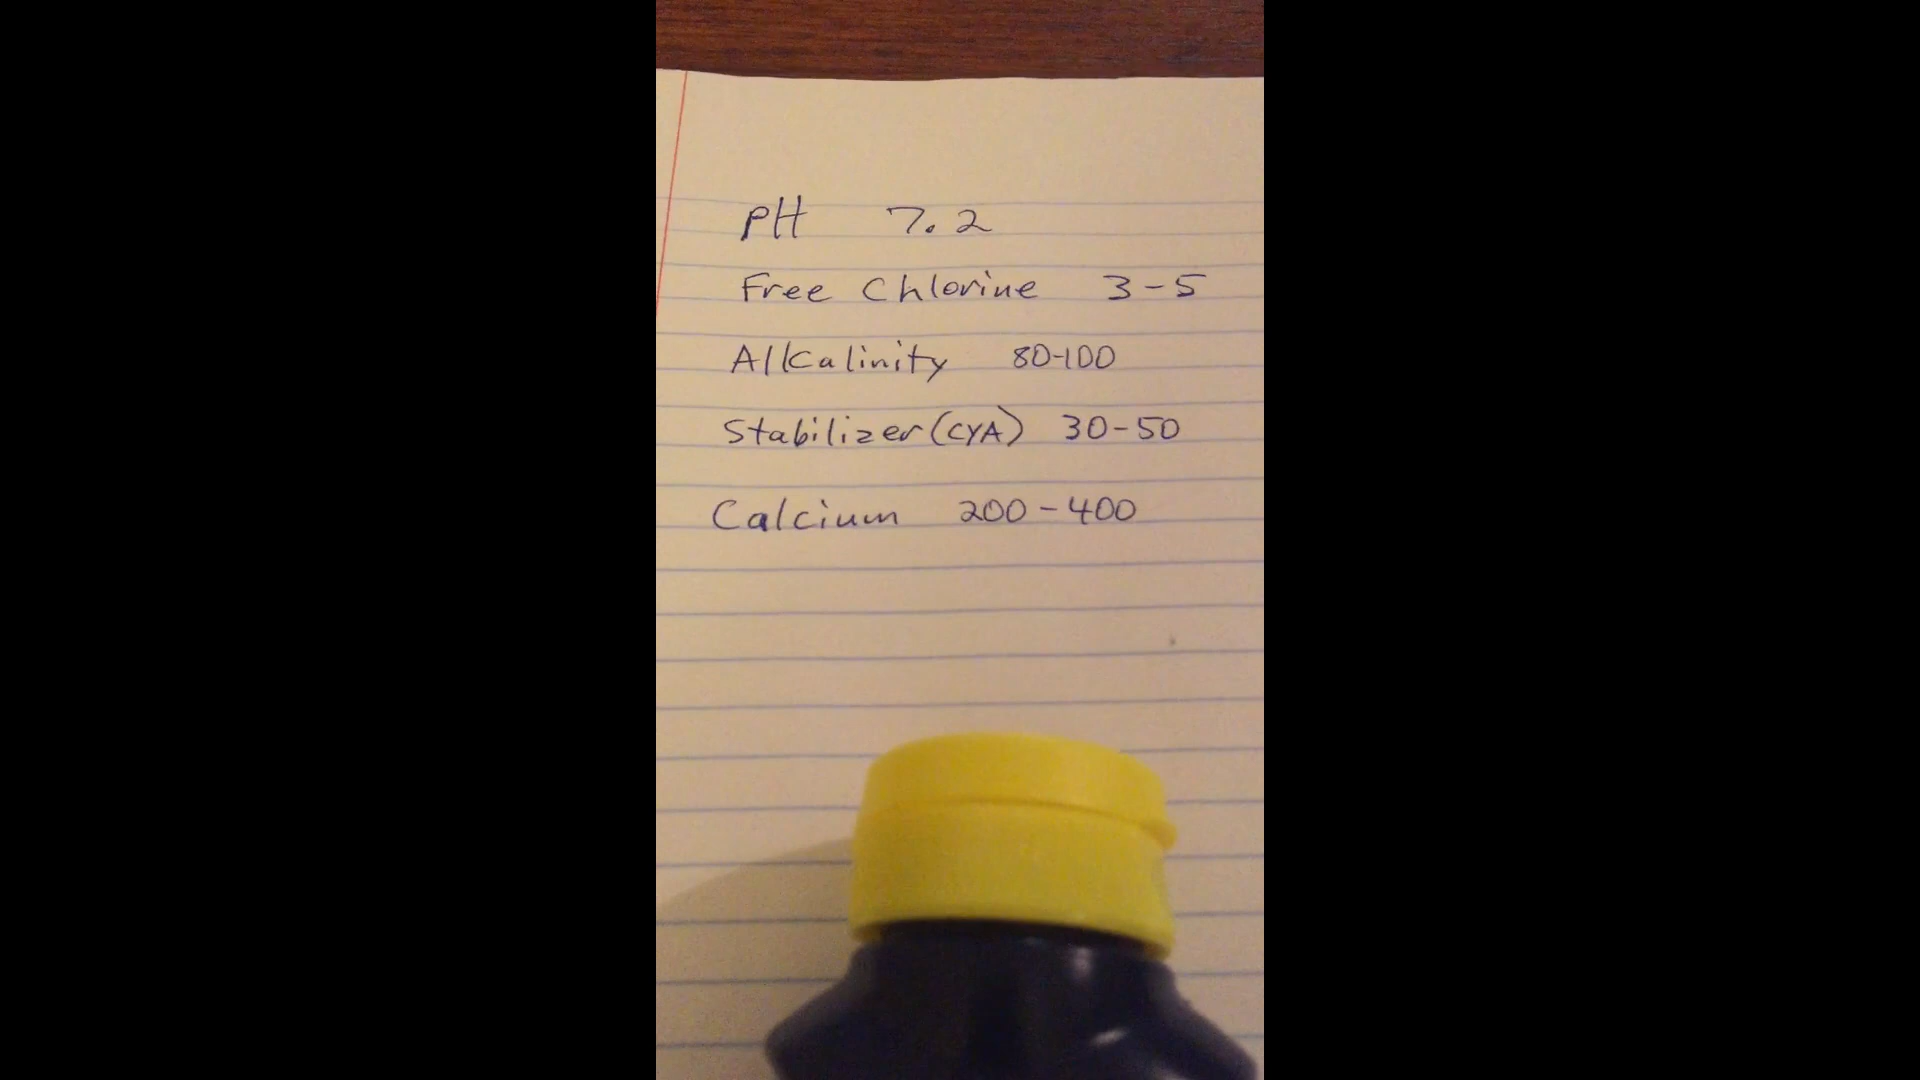 pH 7.2
Free Chlorine 3-5
Alkalinity 80-100
Stabilizer (CYA) 30-50
Calcium 200-400